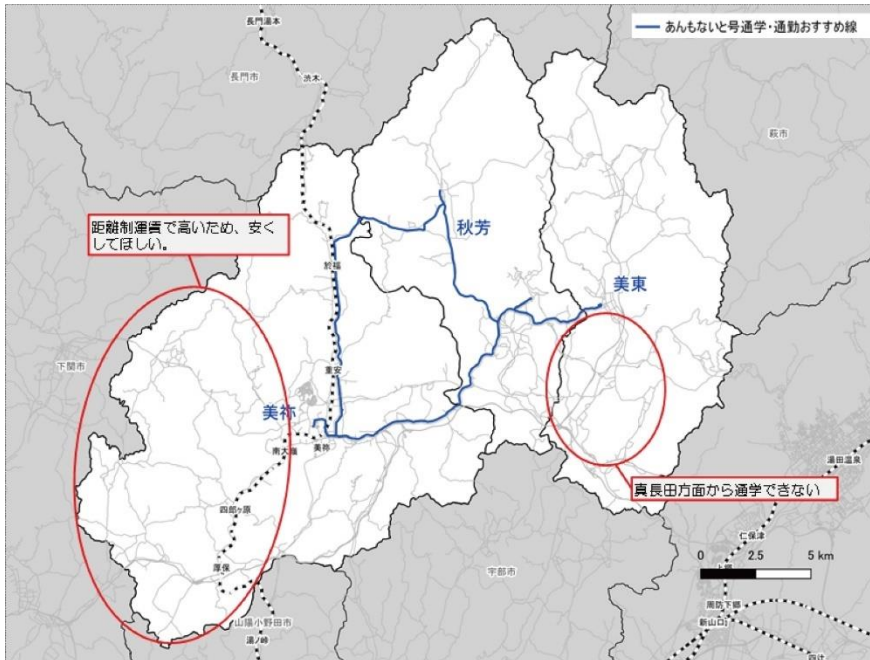 長門湯本
あんもないと号通学・通勤おすすめ線
渋木
長門市
萩市
距離制運賃で高いため、安く
してほしい。
秋芳
於福
美東
下関市
重安
美祢
南大嶺
美祢
湯田温泉
真長田方面から通学できない
四郎ヶ原
仁保津
0 2.5 5 km
厚保
宇部市
上郷
周防下郷
山陽小野田市
新山口
湯ノ峠
四辻